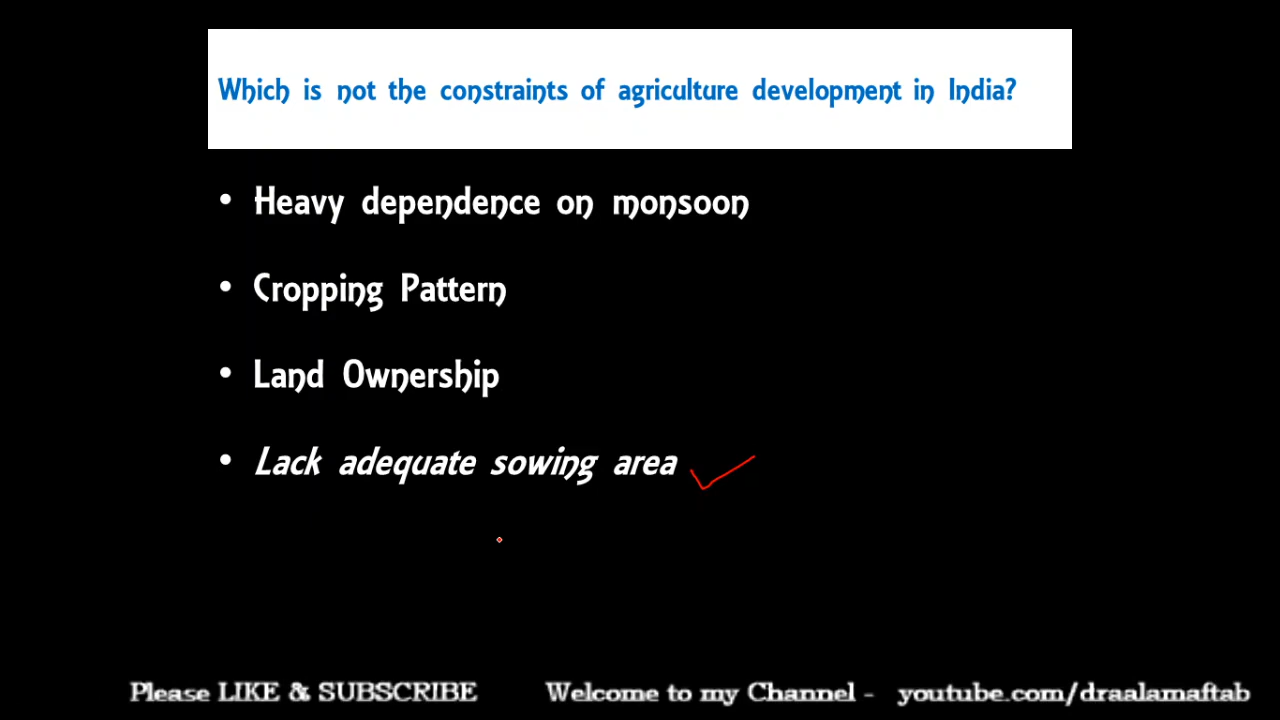 Which is not the constraints of agriculture development in India?
• Heavy dependence on monsoon
• Cropping Pattern
• Land Ownership
• Lack adequate sowing area
Please LIKE & SUBSCRIBE Welcome to my Channel - youtube.com/draalamaftab